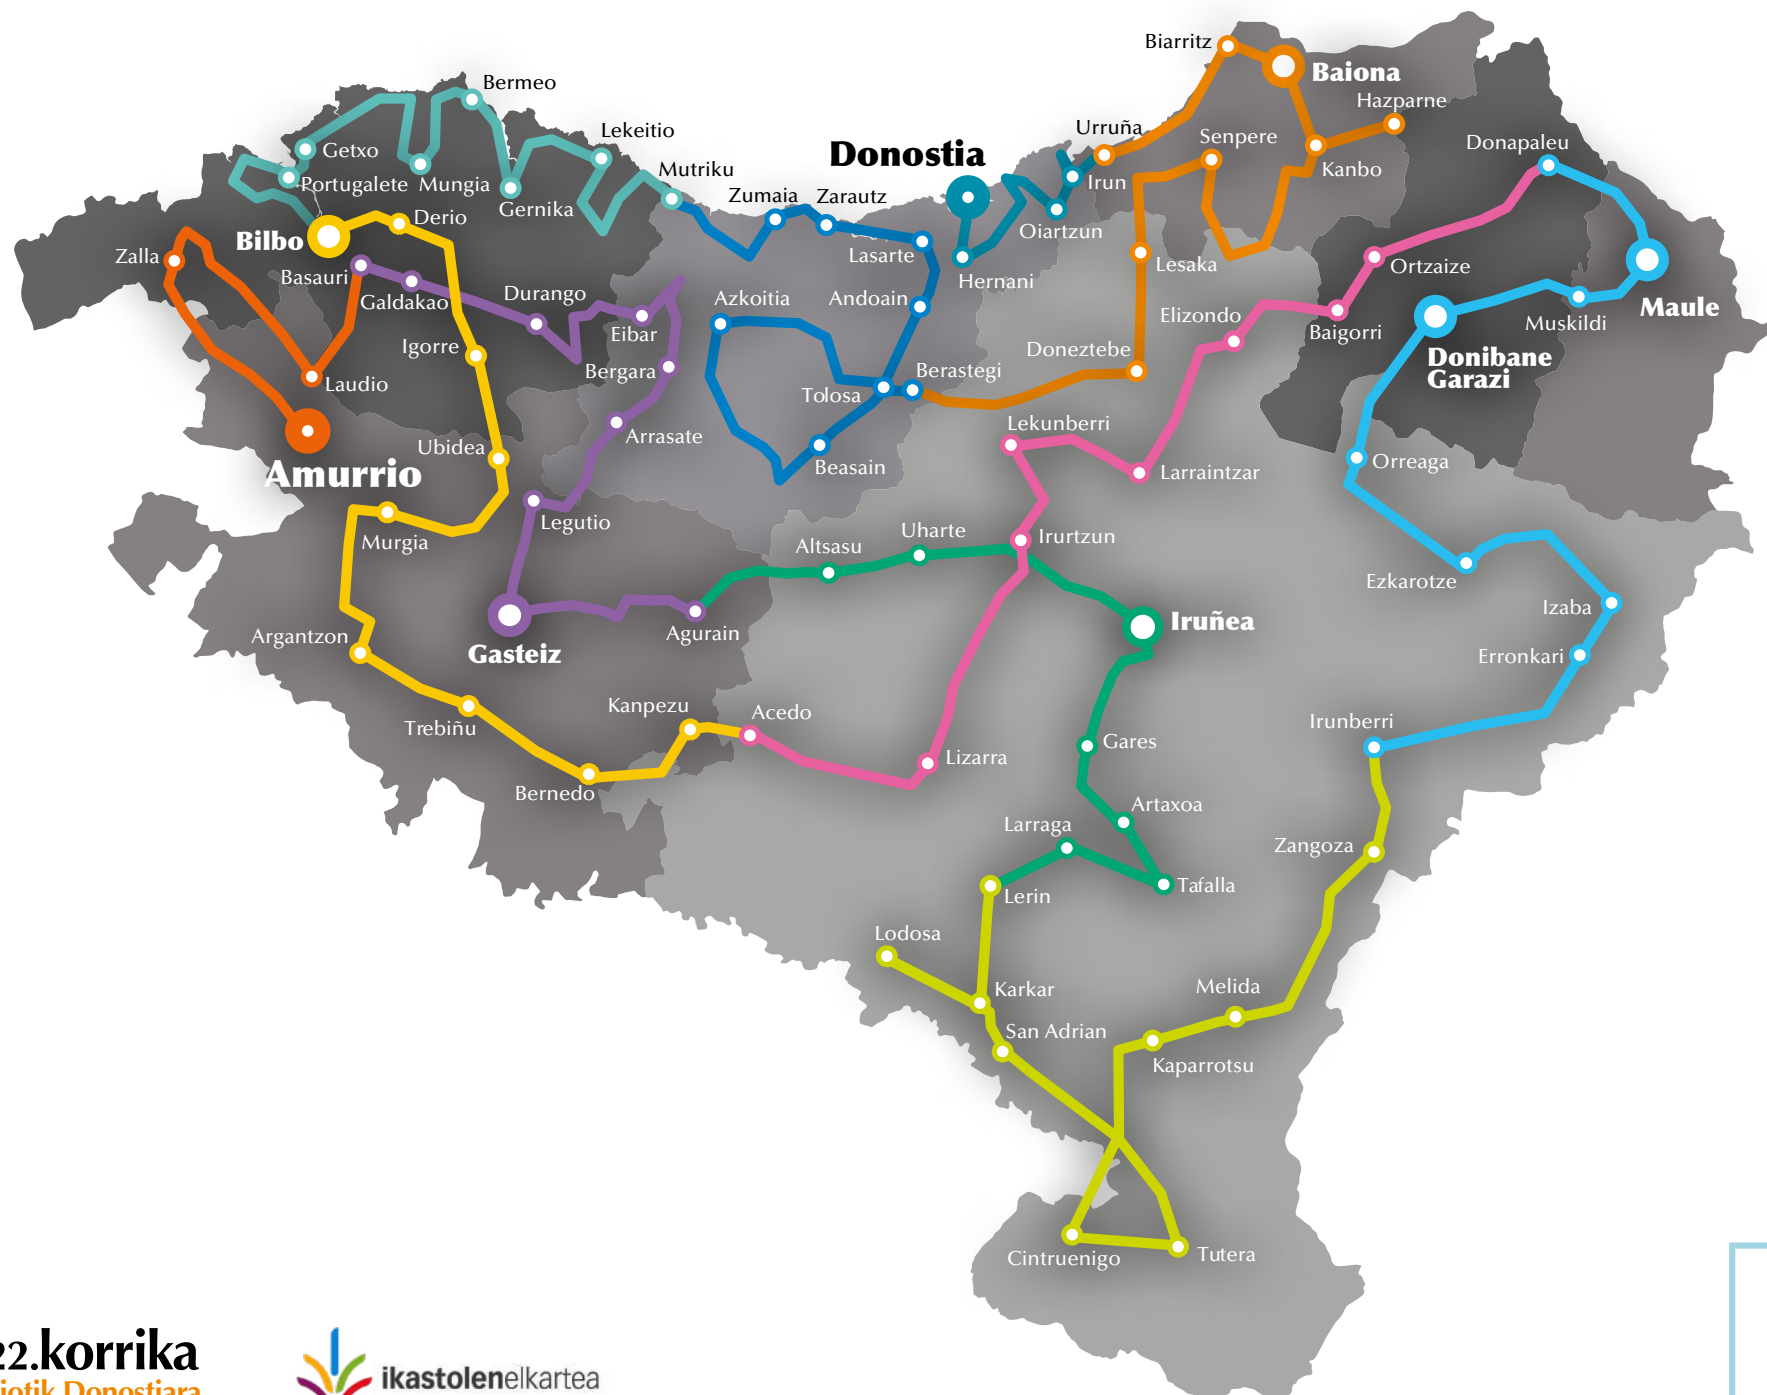 Biarritz
Baiona
Hazparne
Bermeo
Lekeitio
Donostia
Urruña
Senpere
Donapaleu
Getxo
Portugalete
Mungia
Gernika
Mutriku
Zumaia
Zarautz
Irun
Kanbo
Derio
Bilbo
Zalla
Basauri
Galdakao
Durango
Lasarte
Oiartzun
Hernani
Lesaka
Ortzaize
Azkoitia
Andoain
Elizondo
Baigorri
Muskildi
Maule
Igorre
Eibar
Bergara
Doneztebe
Donibane
Garazi
Laudio
Tolosa
Berastegi
Arrasate
Lekunberri
Ubidea
Amurrio
Beasain
Larraintzar
Orreaga
Murgia
Legutio
Altsasu
Uharte
Irurtzun
Ezkarotze
Izaba
Argantzon
Gasteiz
Agurain
Iruñea
Erronkari
Trebiñu
Kanpezu
Acedo
Irunberri
Gares
Lizarra
Bernedo
Artaxoa
Larraga
Zangoza
Lerin
Tafalla
Lodosa
Karkar
Melida
San Adrian
Kaparrotsu
Cintruenigo
Tutera
22.korrika
iotik Donostiara
ikastolenelkartea